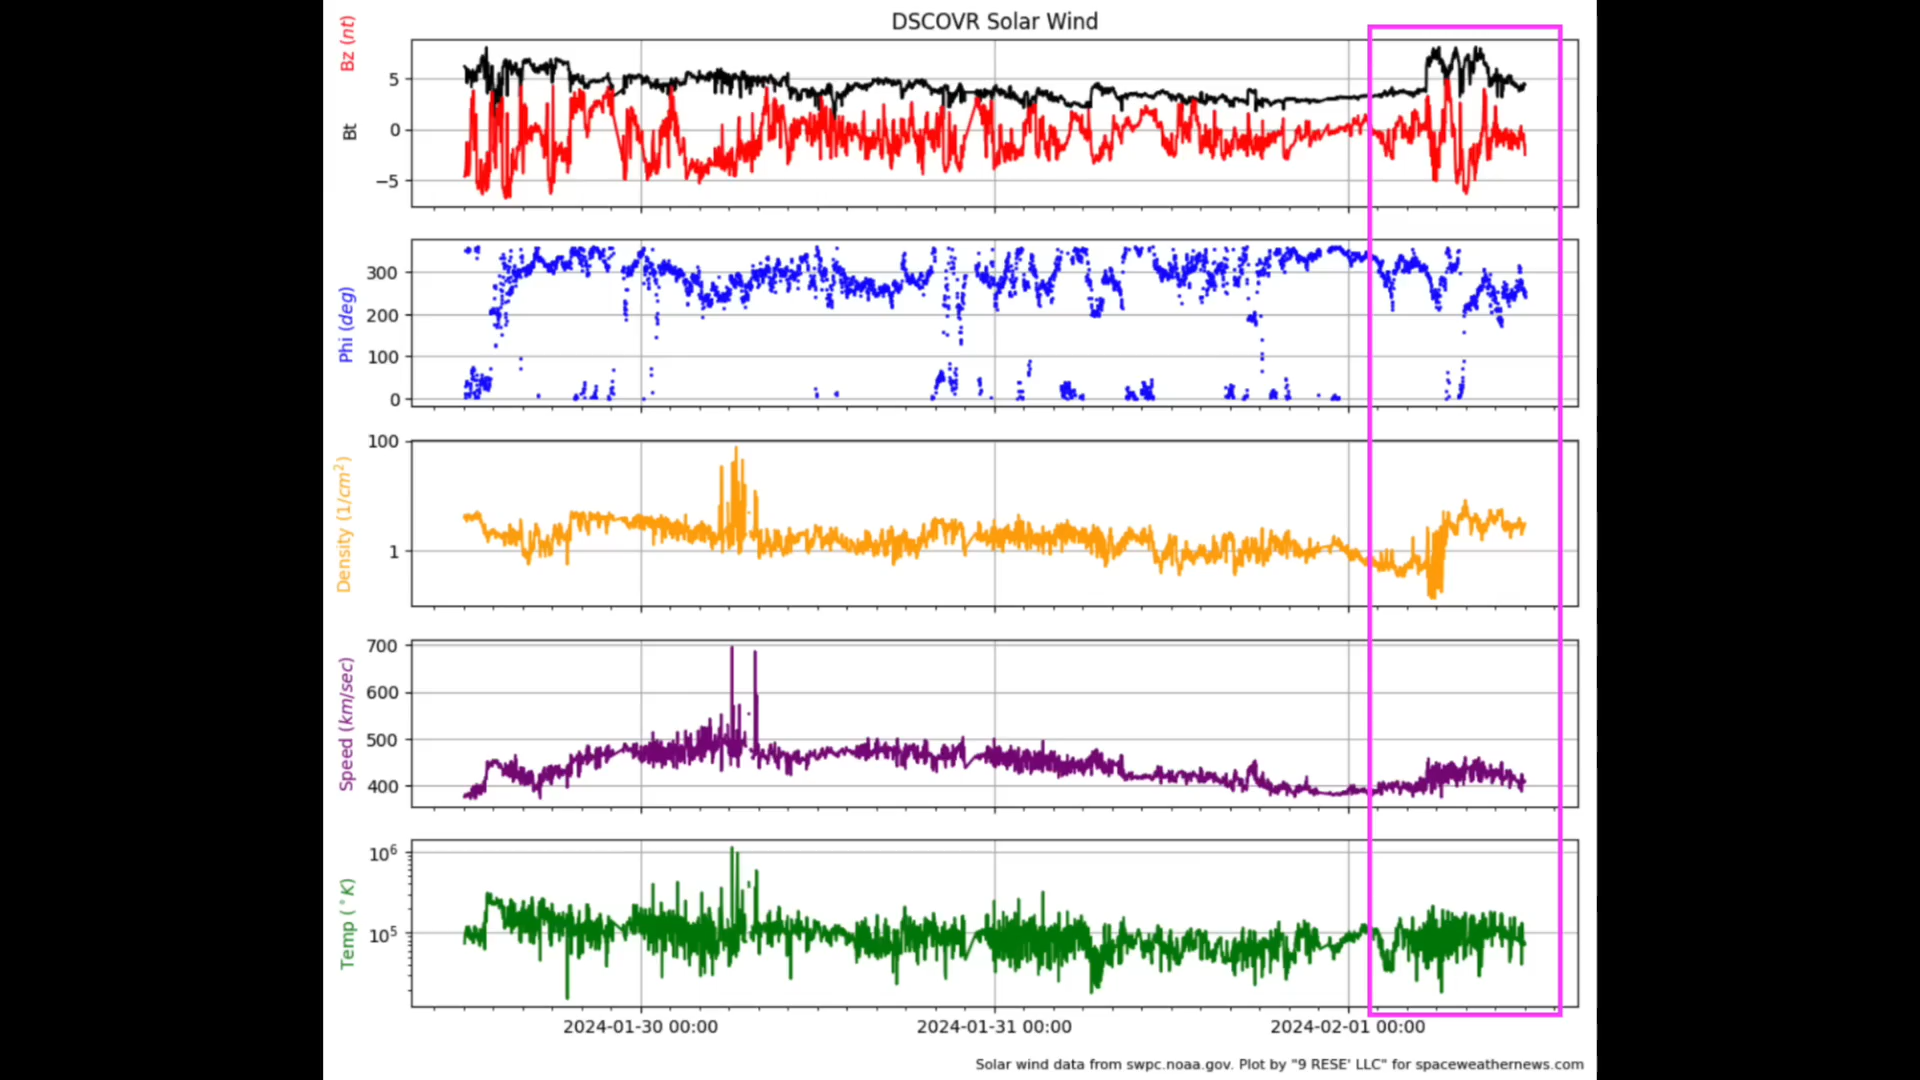 DSCOVR Solar Wind
Bz (nt)
Bt
5
0
−5
Phi (deg)
300
200
100
0
Density (1/cm²)
100
1
Speed (km/sec)
700
600
500
400
Temp (°K)
10⁶
10⁵
2024-01-30 00:00
2024-01-31 00:00
2024-02-01 00:00
Solar wind data from swpc.noaa.gov. Plot by "9 RESE' LLC" for spaceweathernews.com